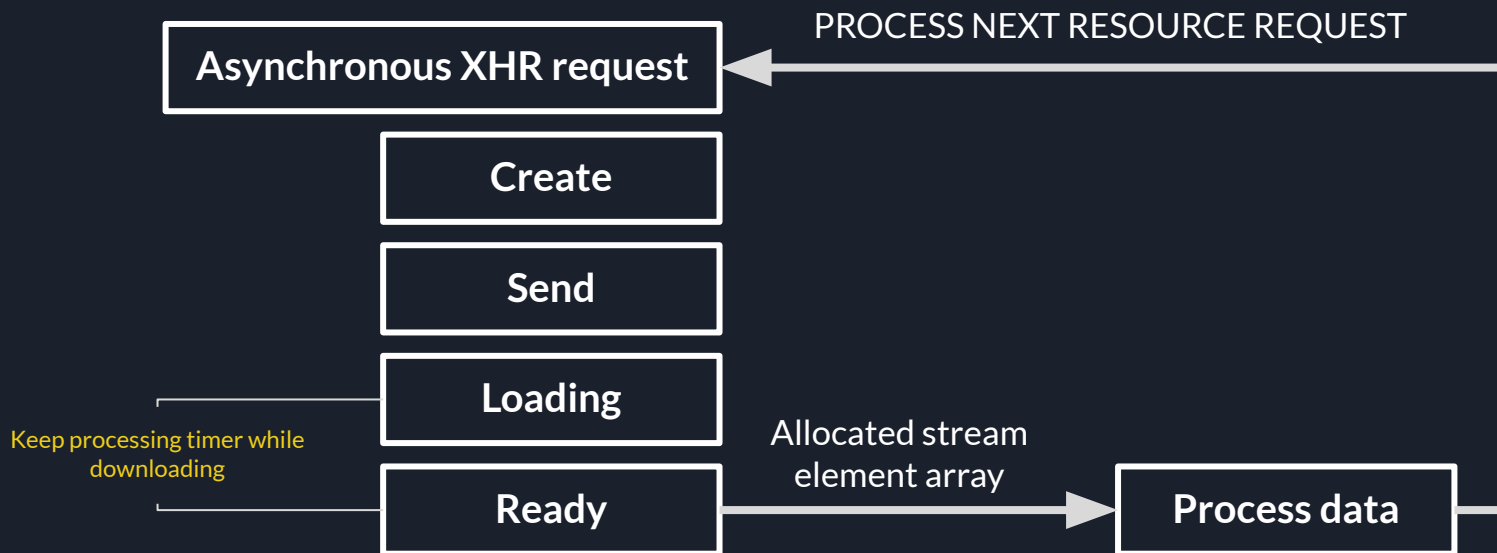 PROCESS NEXT RESOURCE REQUEST
Asynchronous XHR request
Create
Send
Loading
Keep processing timer while
downloading
Allocated stream
element array
Ready
Process data